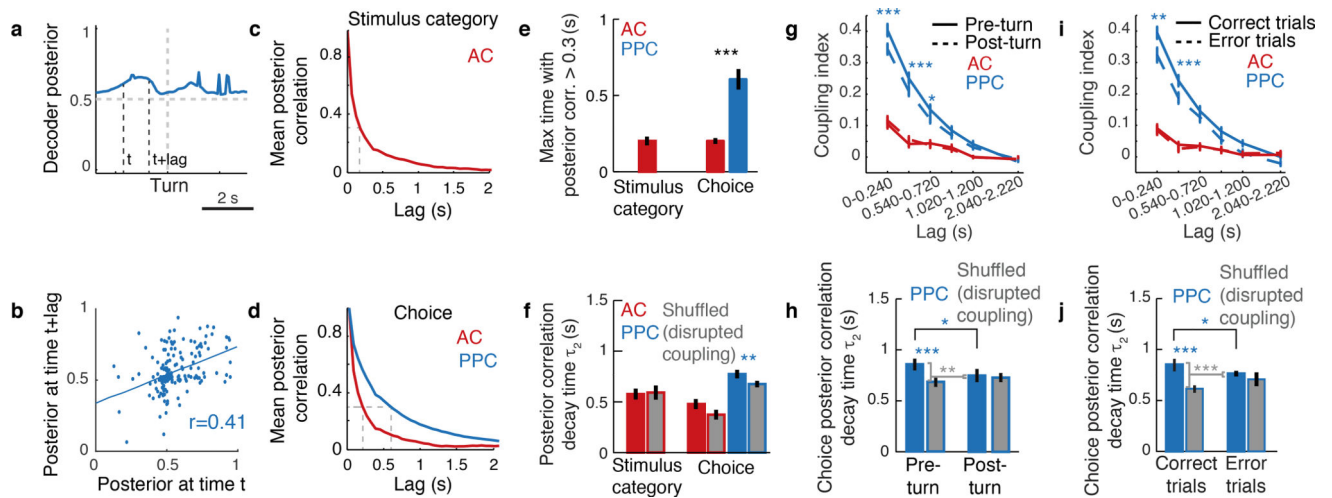 a
Decoder posterior
1
0.5
0
t
t+lag
Turn
2 s
b
Posterior at time t+lag
1
0.5
0
0
0.5
1
r=0.41
Posterior at time t
c
Stimulus category
AC
Mean posterior
correlation
0.8
0.4
0
0
0.5
1
1.5
2
Lag (s)
d
Choice
AC
PPC
Mean posterior
correlation
0.8
0.4
0
0
0.5
1
1.5
2
Lag (s)
e
AC
PPC
***
Max time with
posterior corr. > 0.3 (s)
1
0.5
0
Stimulus
category
Choice
f
AC
PPC
Shuffled
(disrupted
coupling)
**
Posterior correlation
decay time τ2 (s)
1.5
1
0.5
0
Stimulus
category
Choice
g
***
***
*
Pre-turn
Post-turn
AC
PPC
Coupling index
0.4
0.3
0.2
0.1
0
0-0.240
0.540-0.720
1.020-1.200
2.040-2.220
Lag (s)
h
PPC
Shuffled
(disrupted
coupling)
*
***
**
Choice posterior correlation
decay time τ2 (s)
1.5
1
0.5
0
Pre-
turn
Post-
turn
i
**
***
Correct trials
Error trials
AC
PPC
Coupling index
0.4
0.3
0.2
0.1
0
0-0.240
0.540-0.720
1.020-1.200
2.040-2.220
Lag (s)
j
PPC
Shuffled
(disrupted
coupling)
*
***
***
Choice posterior correlation
decay time τ2 (s)
1.5
1
0.5
0
Correct
trials
Error
trials